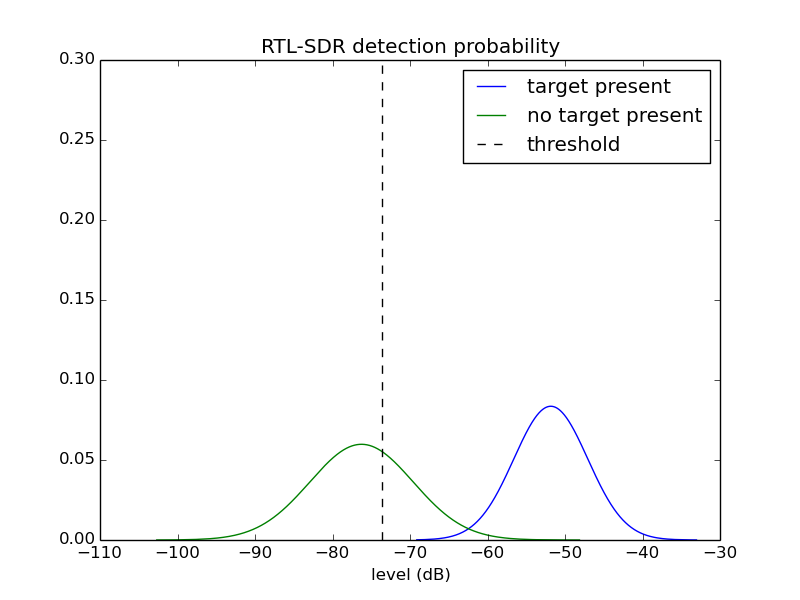 RTL-SDR detection probability
0.30
0.25
0.20
0.15
0.10
0.05
0.00
target present
no target present
threshold
−110 −100 −90 −80 −70 −60 −50 −40 −30
level (dB)